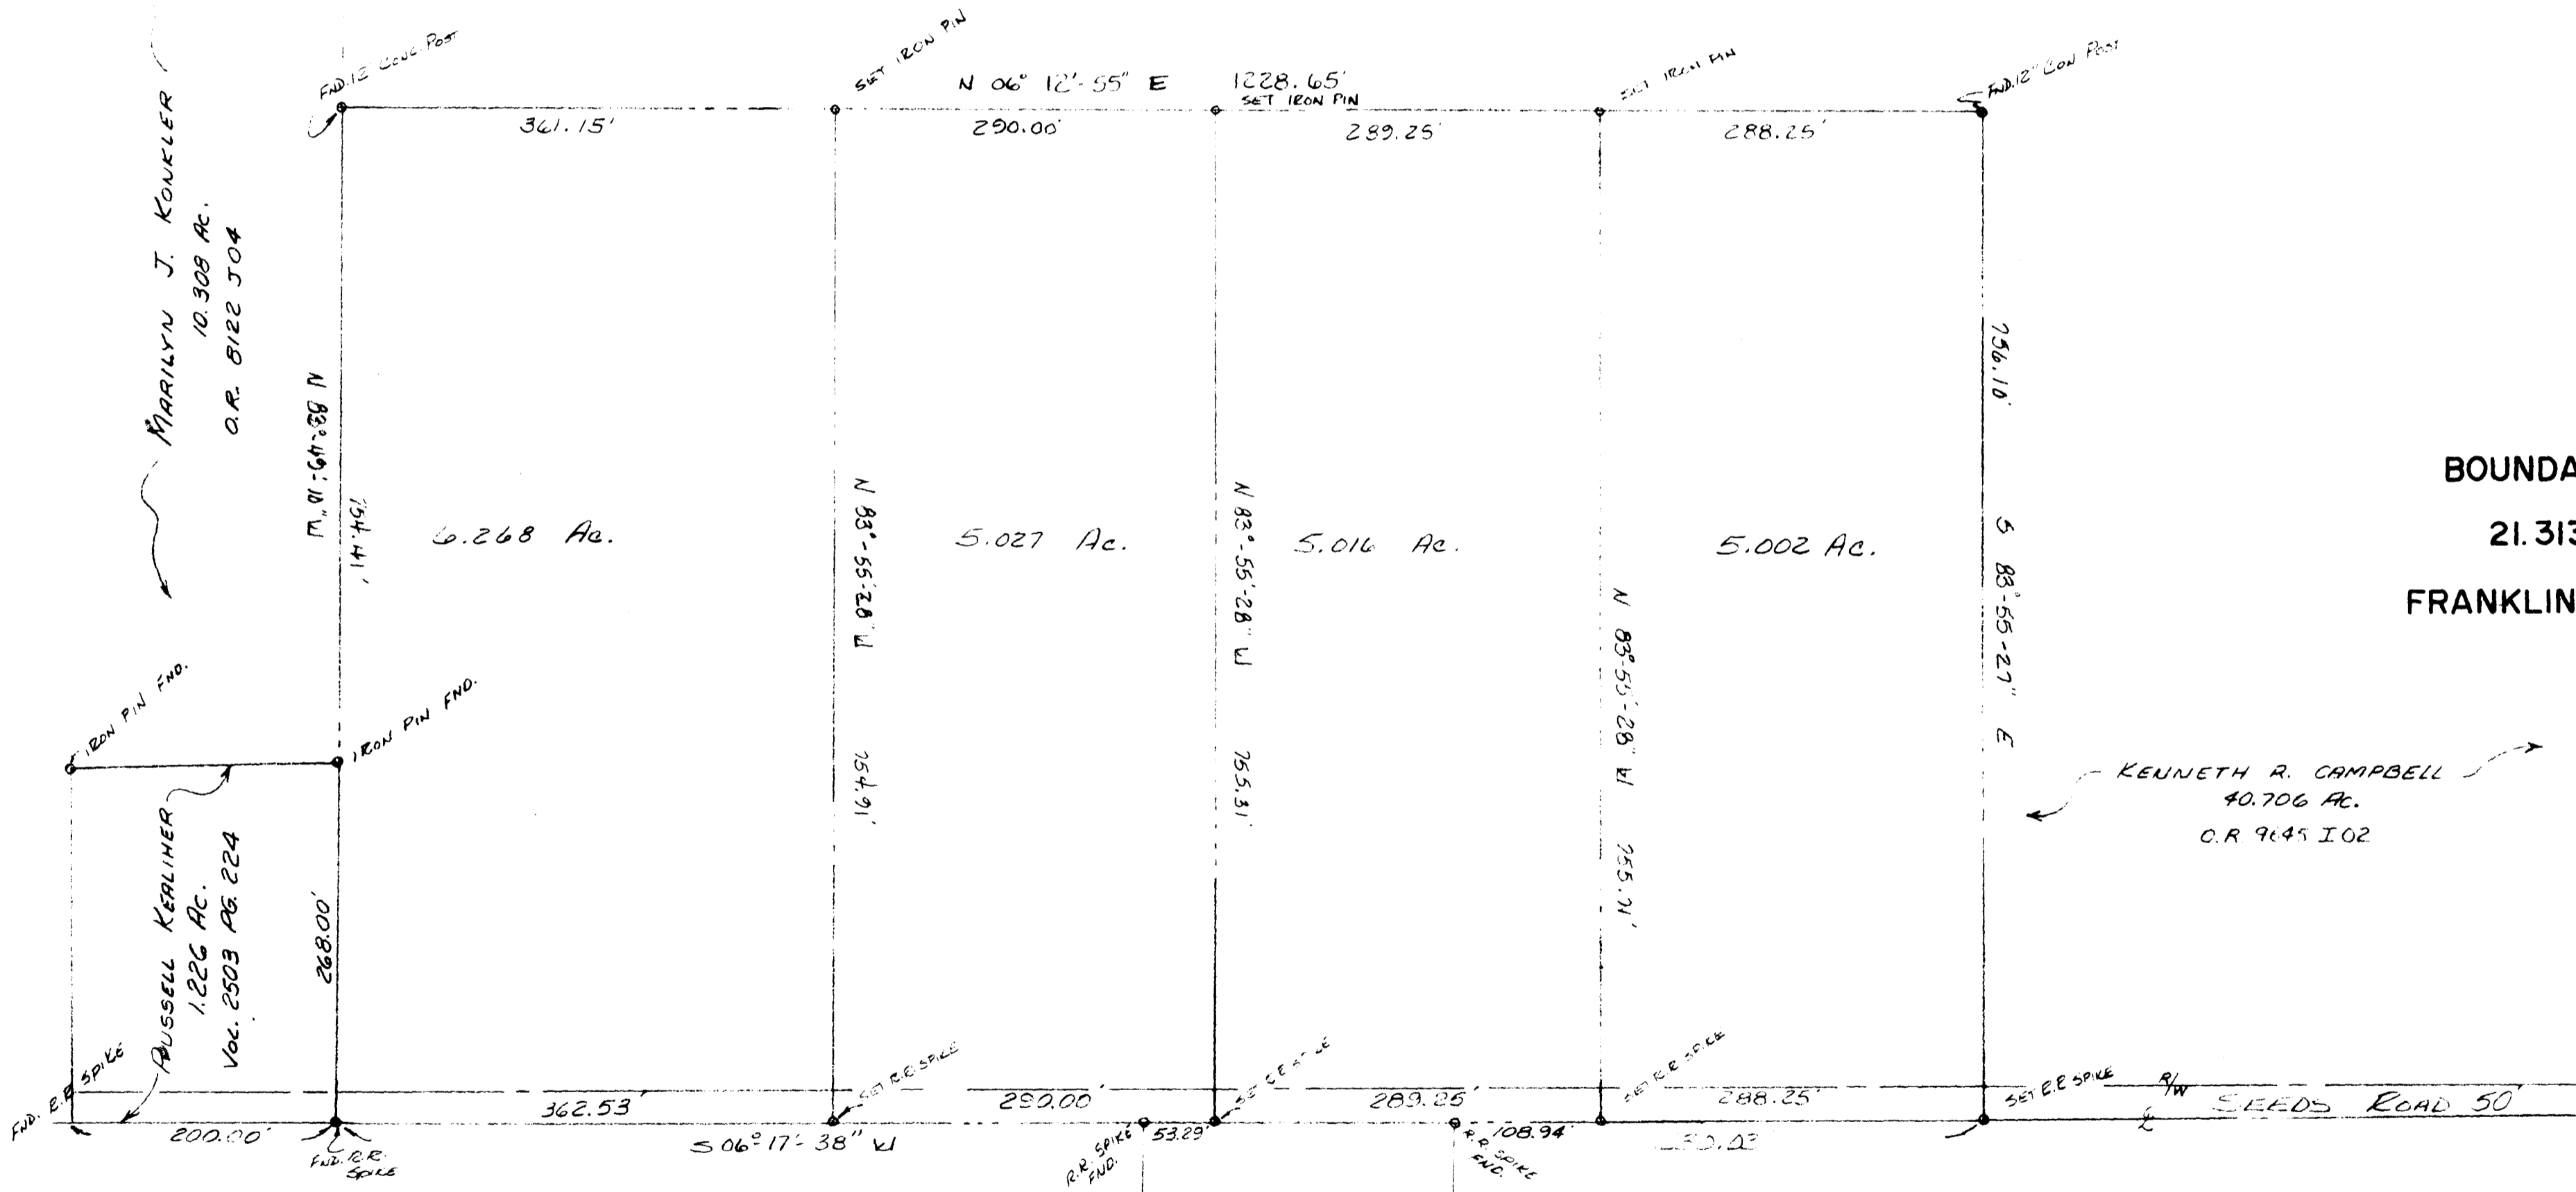 FND. 12" CONC. POST
SET IRON PIN
N 06° 12'-55" E 1228.65'
SET IRON PIN
SET IRON PIN
FND. 12" CON POST
361.15'
290.00'
289.25'
288.25'
MARILYN J. KONKLER
10.308 AC.
O.R. 8122 J04
754.41'
6.268 Ac.
N 83°-55'-28" W
754.91'
5.027 Ac.
N 83°-55'-28" W
755.31'
5.016 Ac.
N 83°-55'-28" W
755.71'
5.002 Ac.
756.10'
S 83°-55'-27" E
BOUNDA
21.313
FRANKLIN
KENNETH R. CAMPBELL
40.706 AC.
O.R. 9645 I02
IRON PIN FND.
IRON PIN FND.
RUSSELL KEALIHER
1.226 AC.
VOL. 2503 PG. 224
268.00'
FND. R.R. SPIKE
200.00'
FND. R.R.
SPIKE
362.53'
S 06°-17'-38" W
SET R.R. SPIKE
290.00'
R.R. SPIKE
FND.
53.29'
289.25'
R.R. SPIKE
FND.
108.94'
SET R.R. SPIKE
288.25'
SET R.R. SPIKE
R/W
SEEDS ROAD 50'